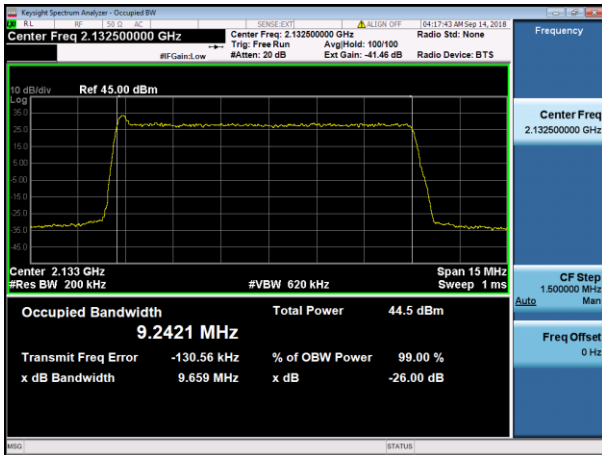 Keysight Spectrum Analyzer - Occupied BW
RL RF 50 Ω AC SENSE:EXT ALIGN OFF 04:17:43 AM Sep 14, 2018
Center Freq 2.132500000 GHz
Center Freq: 2.132500000 GHz
Radio Std: None
Trig: Free Run Avg|Hold: 100/100
#IFGain:Low
#Atten: 20 dB Ext Gain: -41.46 dB
Radio Device: BTS
10 dB/div Ref 45.00 dBm
Log
35.0
25.0
15.0
5.00
-5.00
-15.0
-25.0
-35.0
-45.0
Center 2.133 GHz Span 15 MHz
#Res BW 200 kHz #VBW 620 kHz Sweep 1 ms
Occupied Bandwidth Total Power 44.5 dBm
9.2421 MHz
Transmit Freq Error -130.56 kHz % of OBW Power 99.00 %
x dB Bandwidth 9.659 MHz x dB -26.00 dB
MSG STATUS
Frequency
Center Freq
2.132500000 GHz
CF Step
1.500000 MHz
Auto Man
Freq Offset
0 Hz